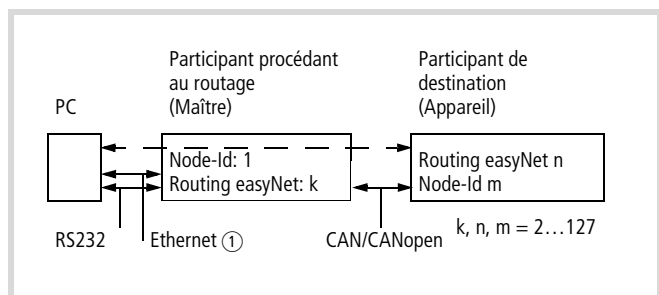 Participant procédant
au routage
(Maître)
Participant de
destination
(Appareil)
PC
Node-Id: 1
Routing easyNet: k
Routing easyNet n
Node-Id m
RS232
Ethernet ①
CAN/CANopen
k, n, m = 2...127